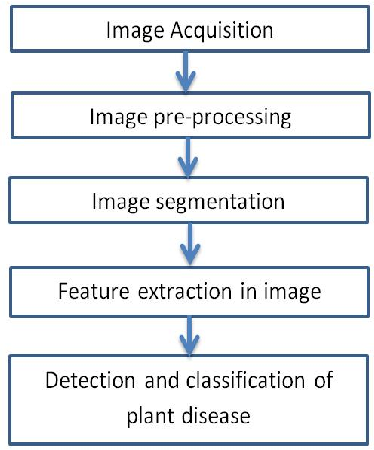 Image Acquisition
Image pre-processing
Image segmentation
Feature extraction in image
Detection and classification of
plant disease